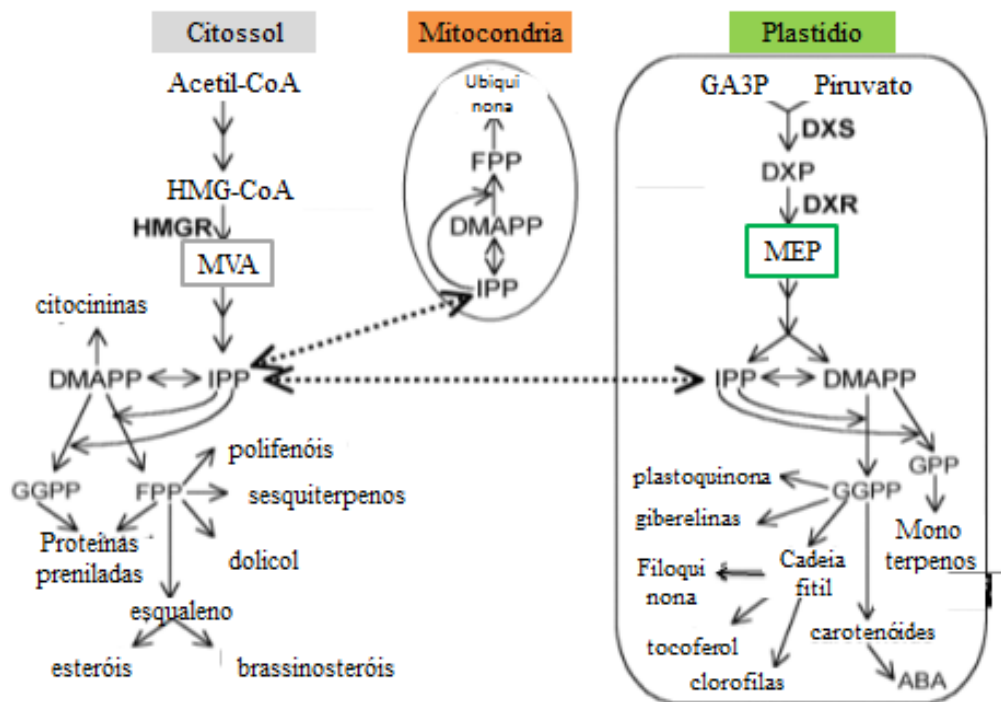 Citossol
Acetil-CoA
HMG-CoA
HMGR
MVA
citocininas
DMAPP
IPP
GGPP
FPP
polifenóis
sesquiterpenos
dolicol
Proteínas
preniladas
esqualeno
esteróis
brassinosteróis
Mitocondria
Ubiqui
nona
FPP
DMAPP
IPP
Plastídio
GA3P
Piruvato
DXS
DXP
DXR
MEP
IPP
DMAPP
GPP
GGPP
plastoquinona
giberelinas
Mono
terpenos
Cadeia
fitil
Filoqui
nona
tocoferol
clorofilas
carotenóides
ABA